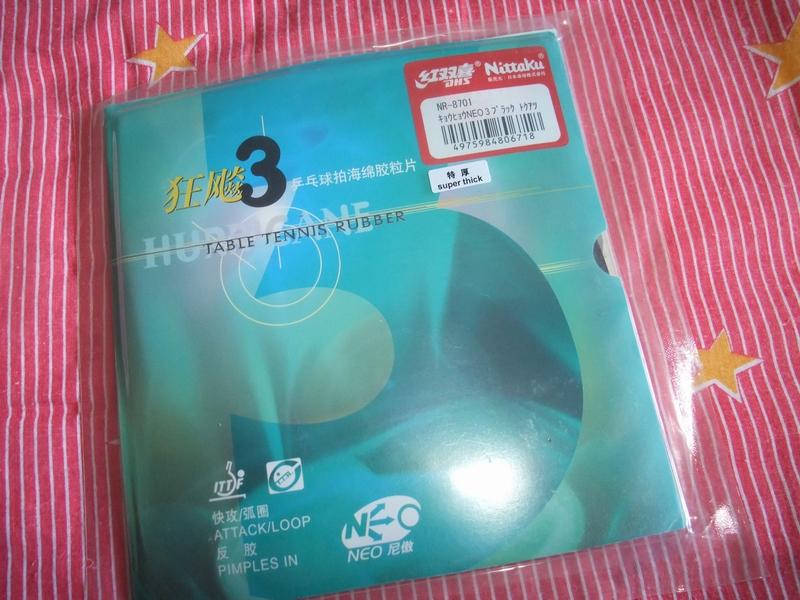 红双喜® Nittaku®
DHS
NR-8701
キョウヒョウNEO3ブラック トクアツ
4975984806718
特 厚
super thick
狂飚3 乒乓球拍海绵胶粒片
HURRICANE
TABLE TENNIS RUBBER
ITTF
快攻/弧圈
ATTACK/LOOP
反 胶
PIMPLES IN
NEO
NEO 尼傲